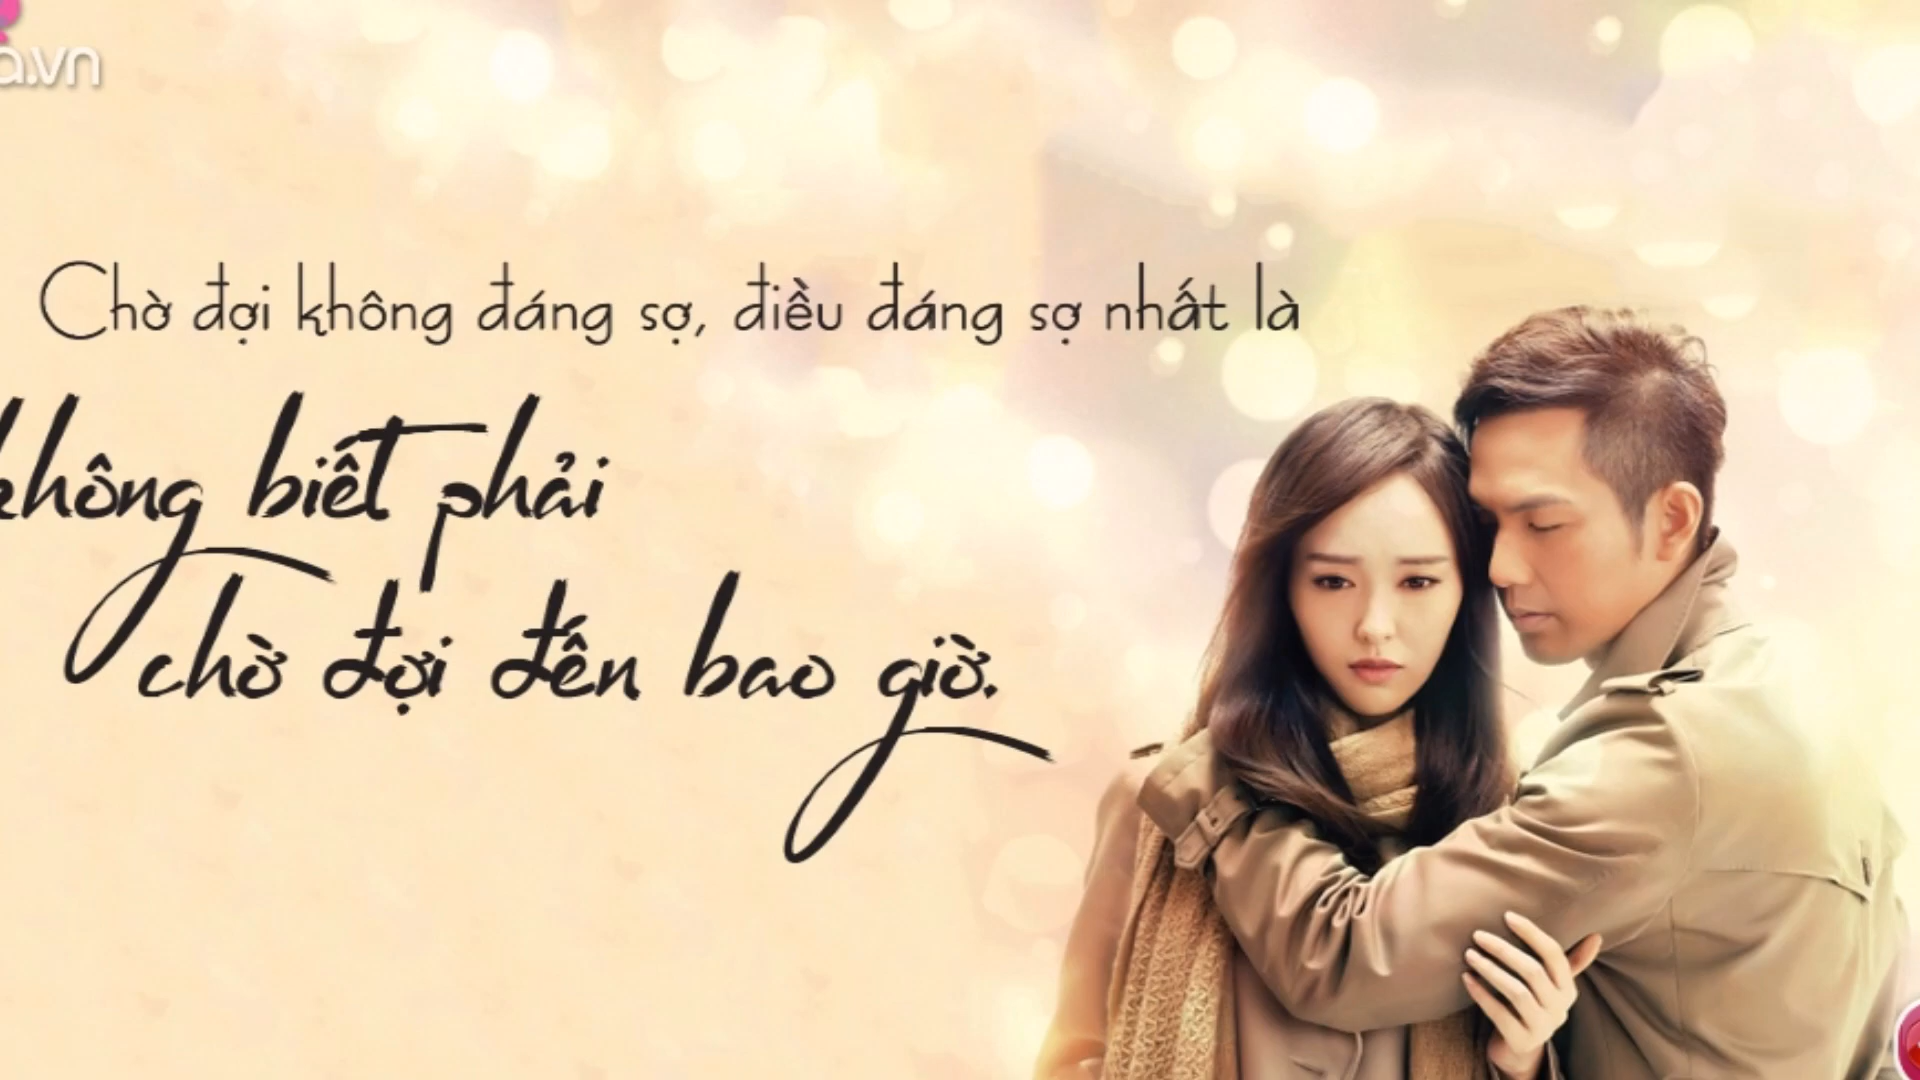 a.vn
Chờ đợi không đáng sợ, điều đáng sợ nhất là
không biết phải
chờ đợi đến bao giờ.